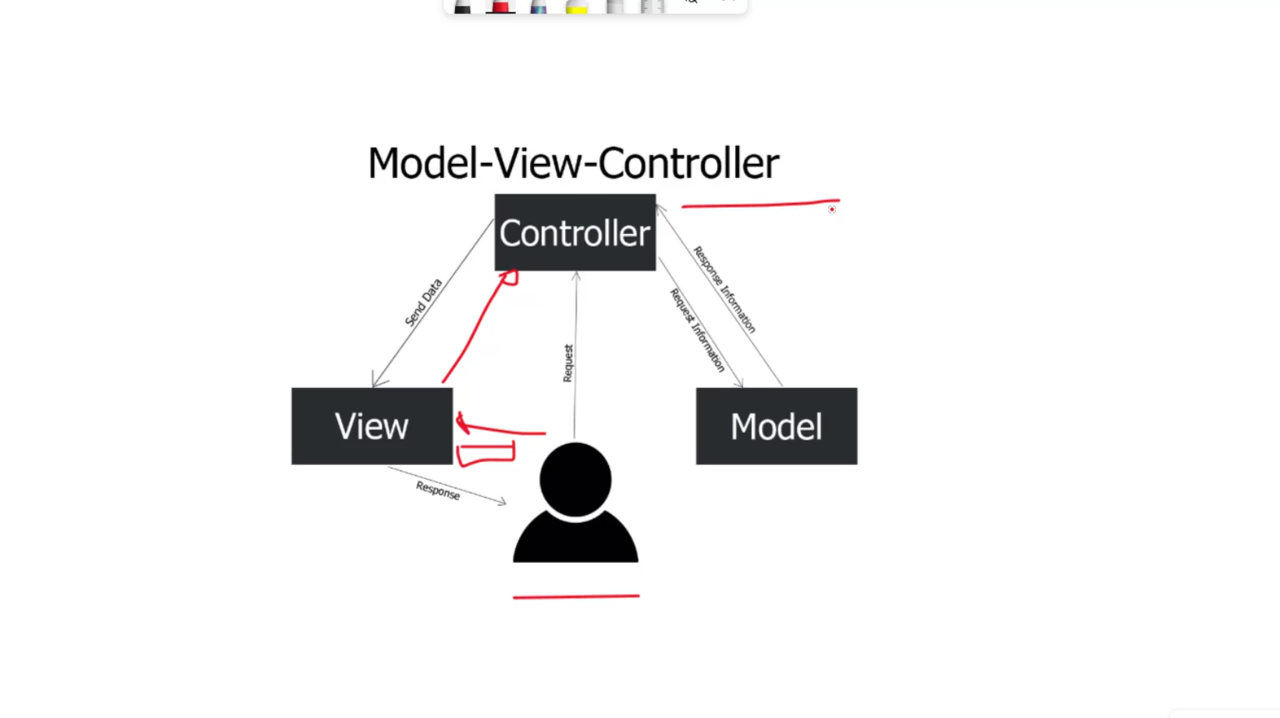 Model-View-Controller
Controller
Send Data
Request
Request Information
Response Information
View
Model
Response